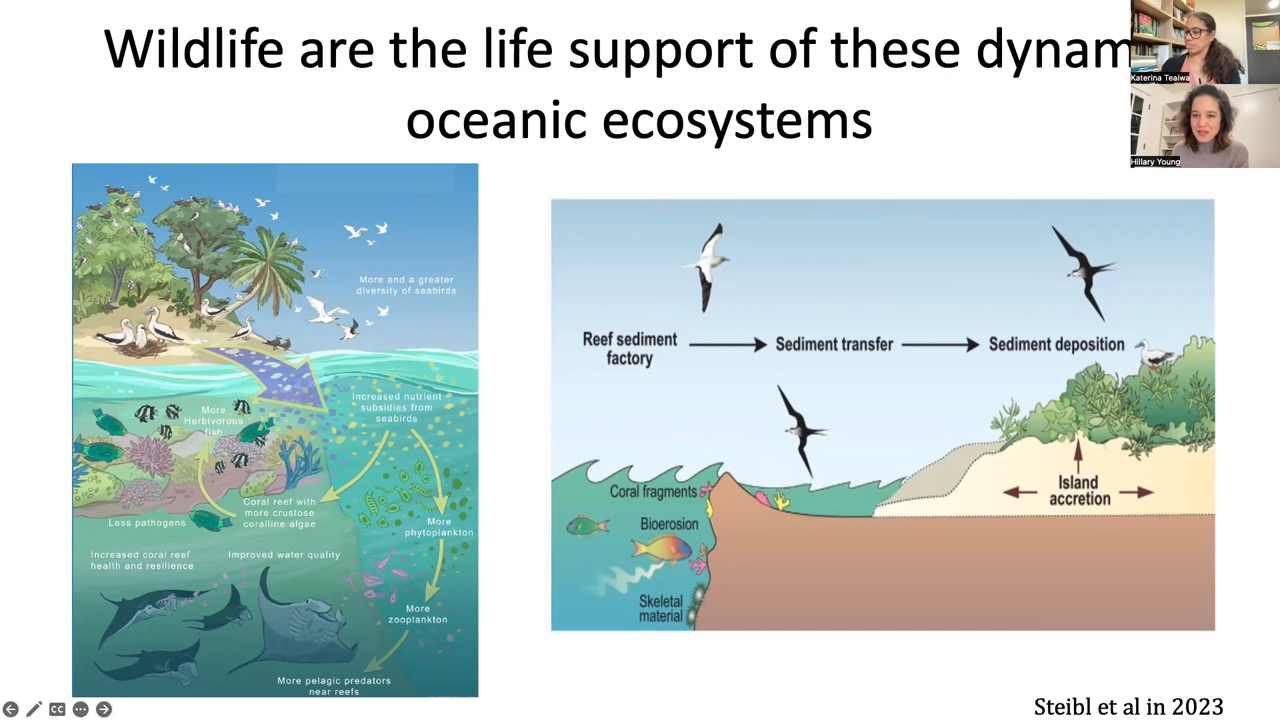 Wildlife are the life support of these dynam
oceanic ecosystems
Katerina Teaiwa
Hillary Young
More and a greater
diversity of seabirds
Increased nutrient
subsidies from
seabirds
More
Herbivorous
fish
Coral reef with
more crustose
coralline algae
Less pathogens
More
phytoplankton
Increased coral reef
health and resilience
Improved water quality
More
zooplankton
More pelagic predators
near reefs
Reef sediment
factory
Sediment transfer
Sediment deposition
Island
accretion
Coral fragments
Bioerosion
Skeletal
material
CC
Steibl et al in 2023